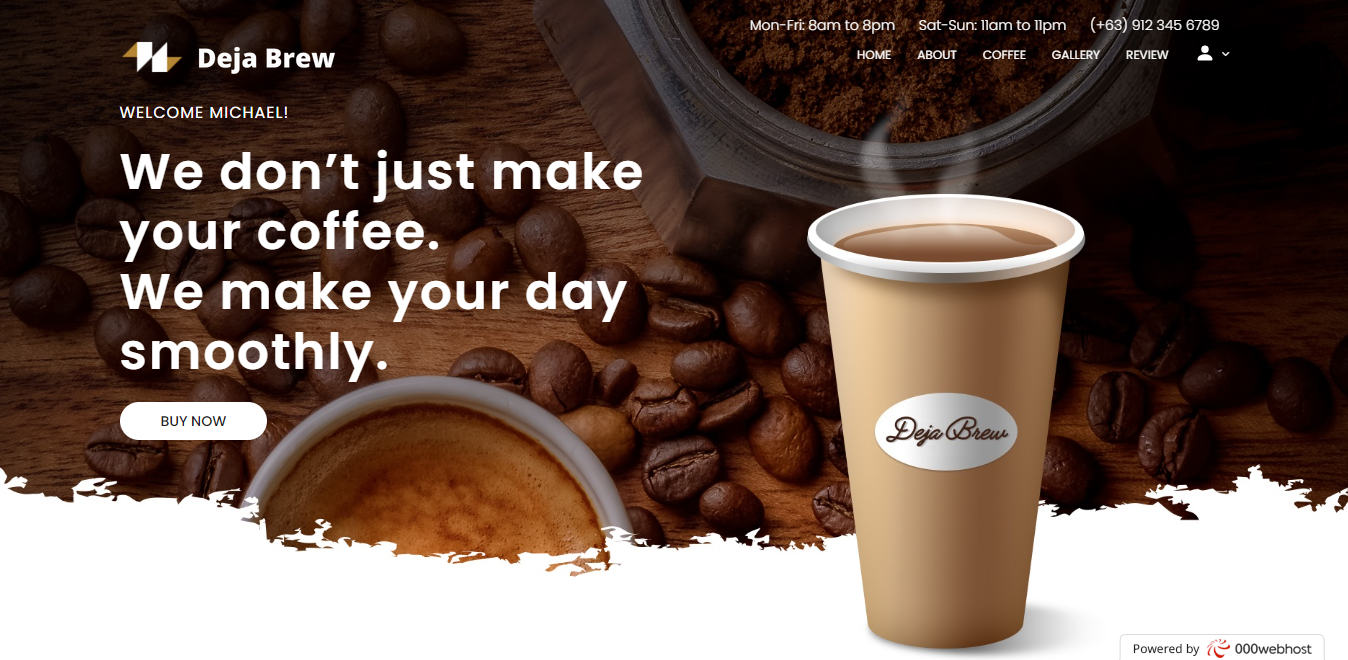 Mon-Fri: 8am to 8pm Sat-Sun: 11am to 11pm (+63) 912 345 6789
Deja Brew
HOME ABOUT COFFEE GALLERY REVIEW
WELCOME MICHAEL!
We don’t just make
your coffee.
We make your day
smoothly.
BUY NOW
Deja Brew
Powered by 000webhost